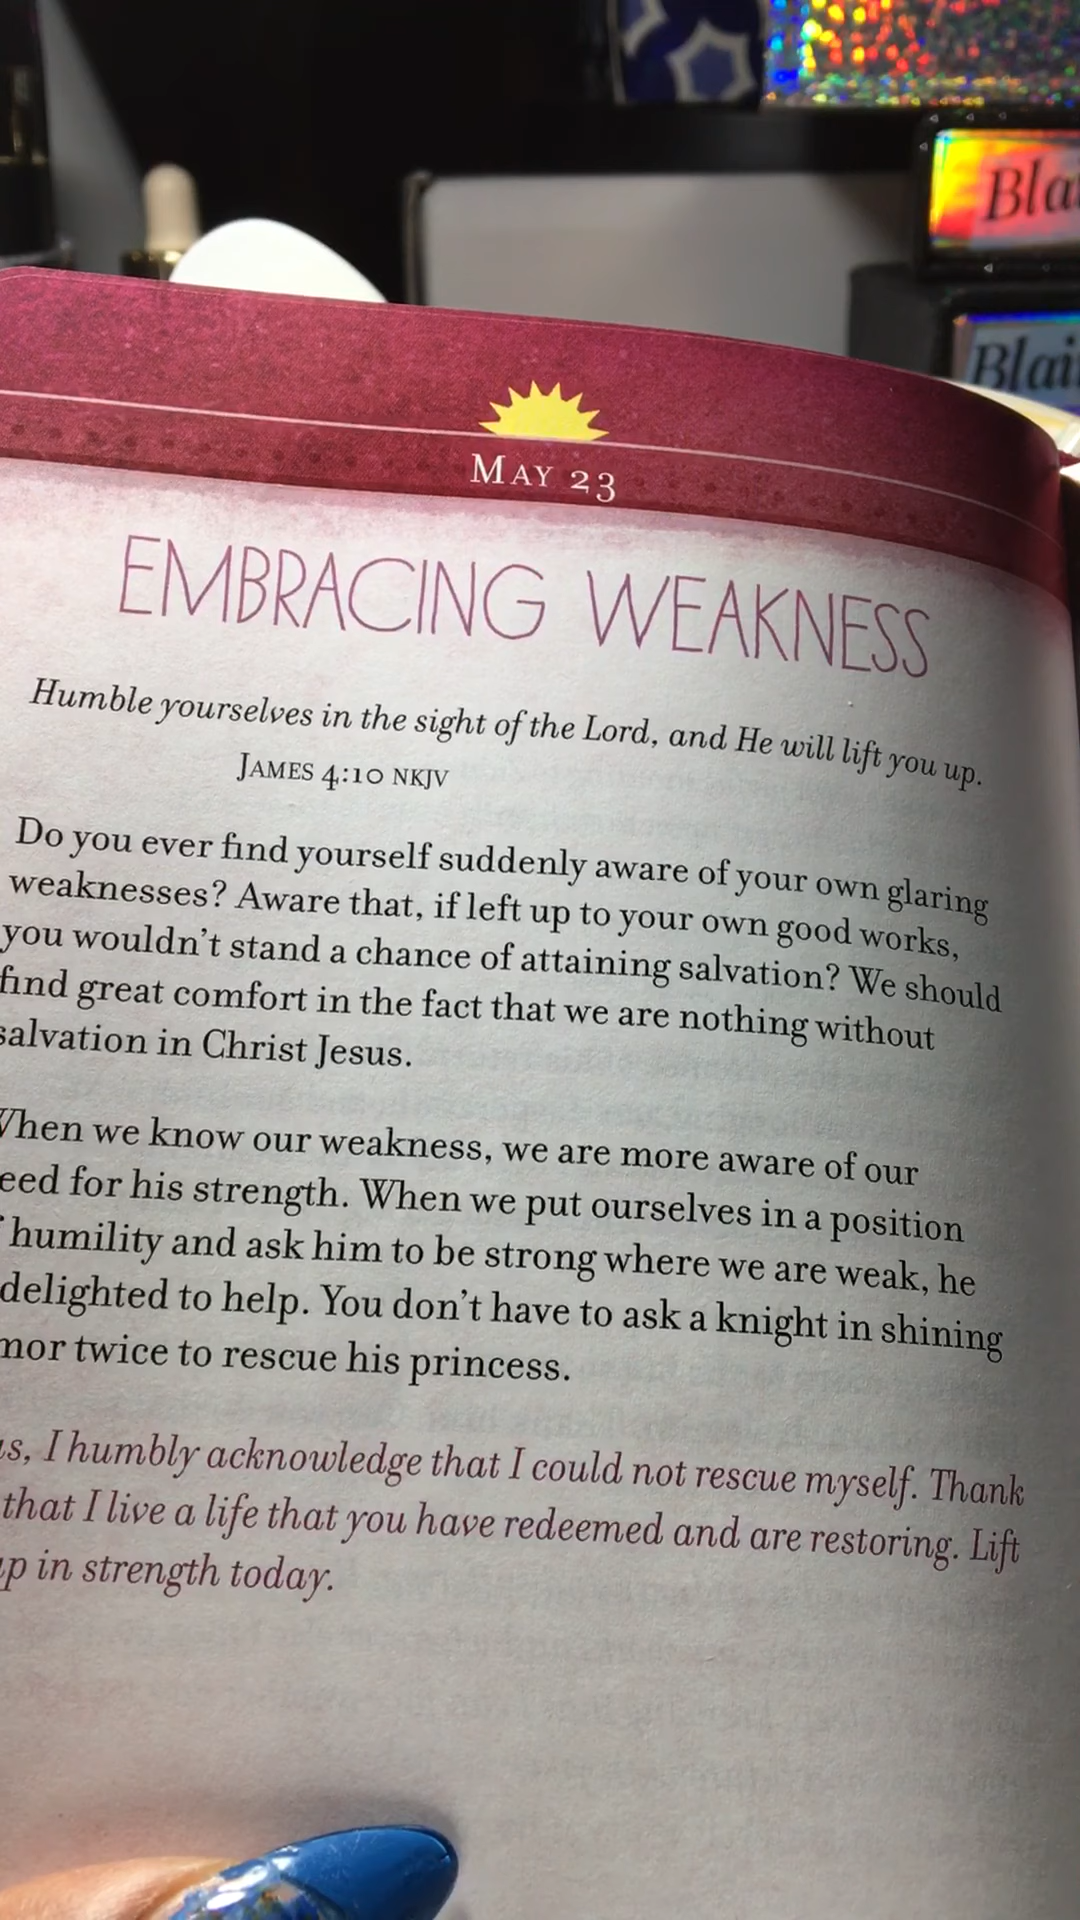 Bla
Blai
MAY 23
EMBRACING WEAKNESS
Humble yourselves in the sight of the Lord, and He will lift you up.
JAMES 4:10 NKJV
Do you ever find yourself suddenly aware of your own glaring
weaknesses? Aware that, if left up to your own good works,
you wouldn't stand a chance of attaining salvation? We should
find great comfort in the fact that we are nothing without
salvation in Christ Jesus.
When we know our weakness, we are more aware of our
eed for his strength. When we put ourselves in a position
humility and ask him to be strong where we are weak, he
delighted to help. You don't have to ask a knight in shining
mor twice to rescue his princess.
us, I humbly acknowledge that I could not rescue myself. Thank
that I live a life that you have redeemed and are restoring. Lift
up in strength today.